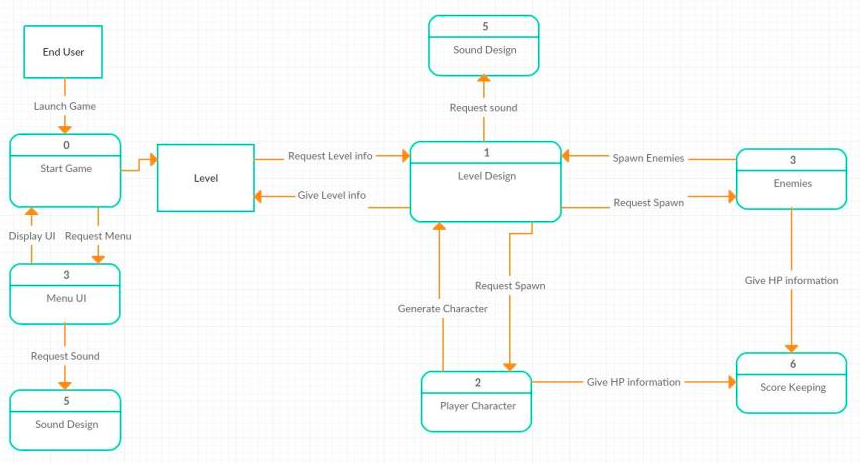 5
Sound Design
End User
Request sound
Launch Game
0
Start Game
Level
Request Level info
1
Level Design
Spawn Enemies
3
Enemies
Give Level info
Request Spawn
Display UI
Request Menu
3
Menu UI
Request Spawn
Give HP information
Generate Character
Request Sound
5
Sound Design
2
Player Character
Give HP information
6
Score Keeping